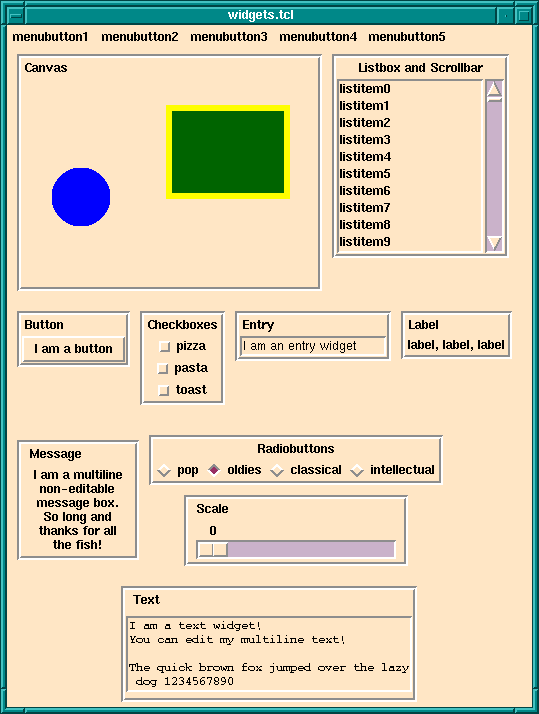 widgets.tcl
menubutton1 menubutton2 menubutton3 menubutton4 menubutton5
Canvas
Listbox and Scrollbar
listitem0
listitem1
listitem2
listitem3
listitem4
listitem5
listitem6
listitem7
listitem8
listitem9
Button
I am a button
Checkboxes
pizza
pasta
toast
Entry
I am an entry widget
Label
label, label, label
Message
I am a multiline
non-editable
message box.
So long and
thanks for all
the fish!
Radiobuttons
pop oldies classical intellectual
Scale
0
Text
I am a text widget!
You can edit my multiline text!
The quick brown fox jumped over the lazy
dog 1234567890